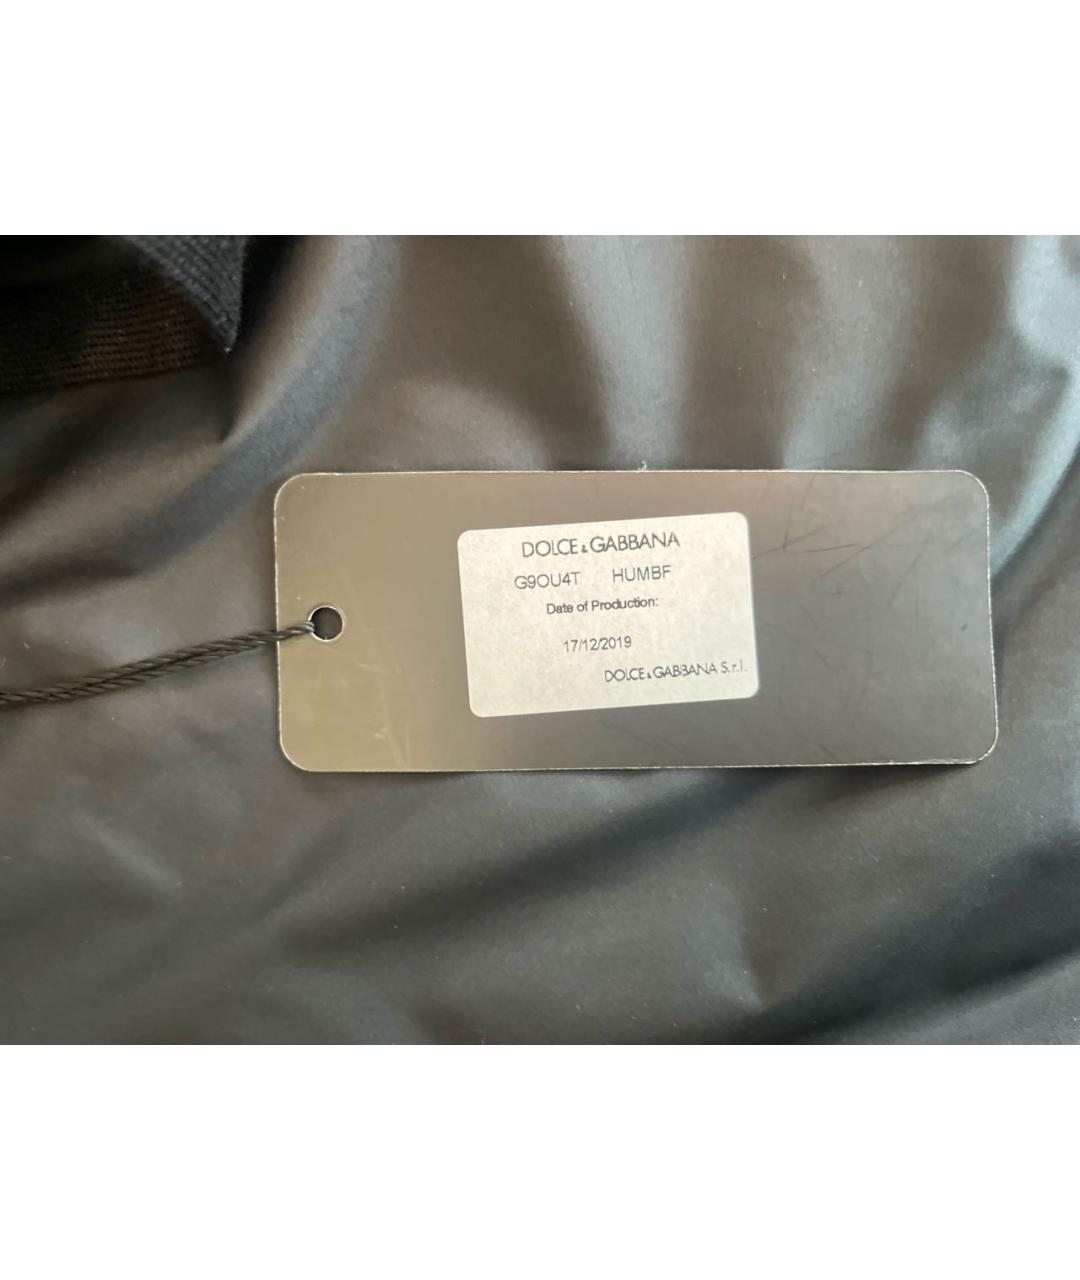 DOLCE & GABBANA
G9OU4T HUMBF
Date of Production:
17/12/2019
DOLCE & GABBANA S.r.l.